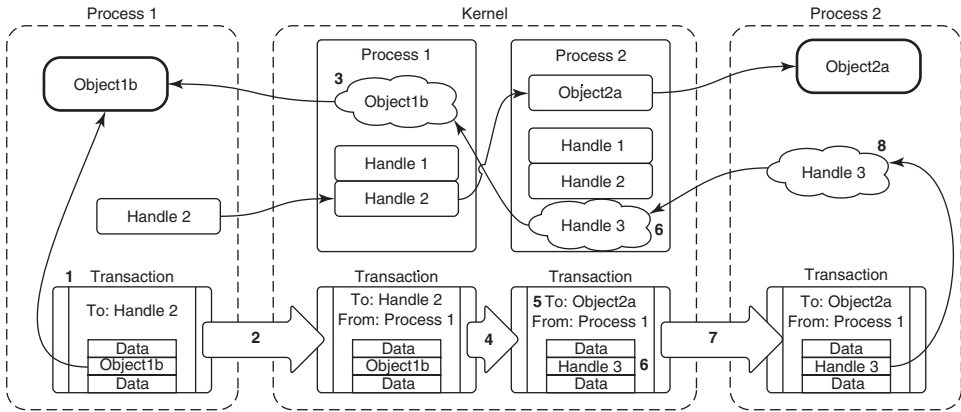 Process 1
Kernel
Process 2
Process 1
Process 2
Object1b
3
Object1b
Object2a
Object2a
Handle 1
Handle 2
Handle 1
Handle 2
Handle 3
6
8
Handle 3
Handle 2
1
Transaction
To: Handle 2
Data
Object1b
Data
2
Transaction
To: Handle 2
From: Process 1
Data
Object1b
Data
4
Transaction
5 To: Object2a
From: Process 1
Data
Handle 3
6
Data
7
Transaction
To: Object2a
From: Process 1
Data
Handle 3
Data